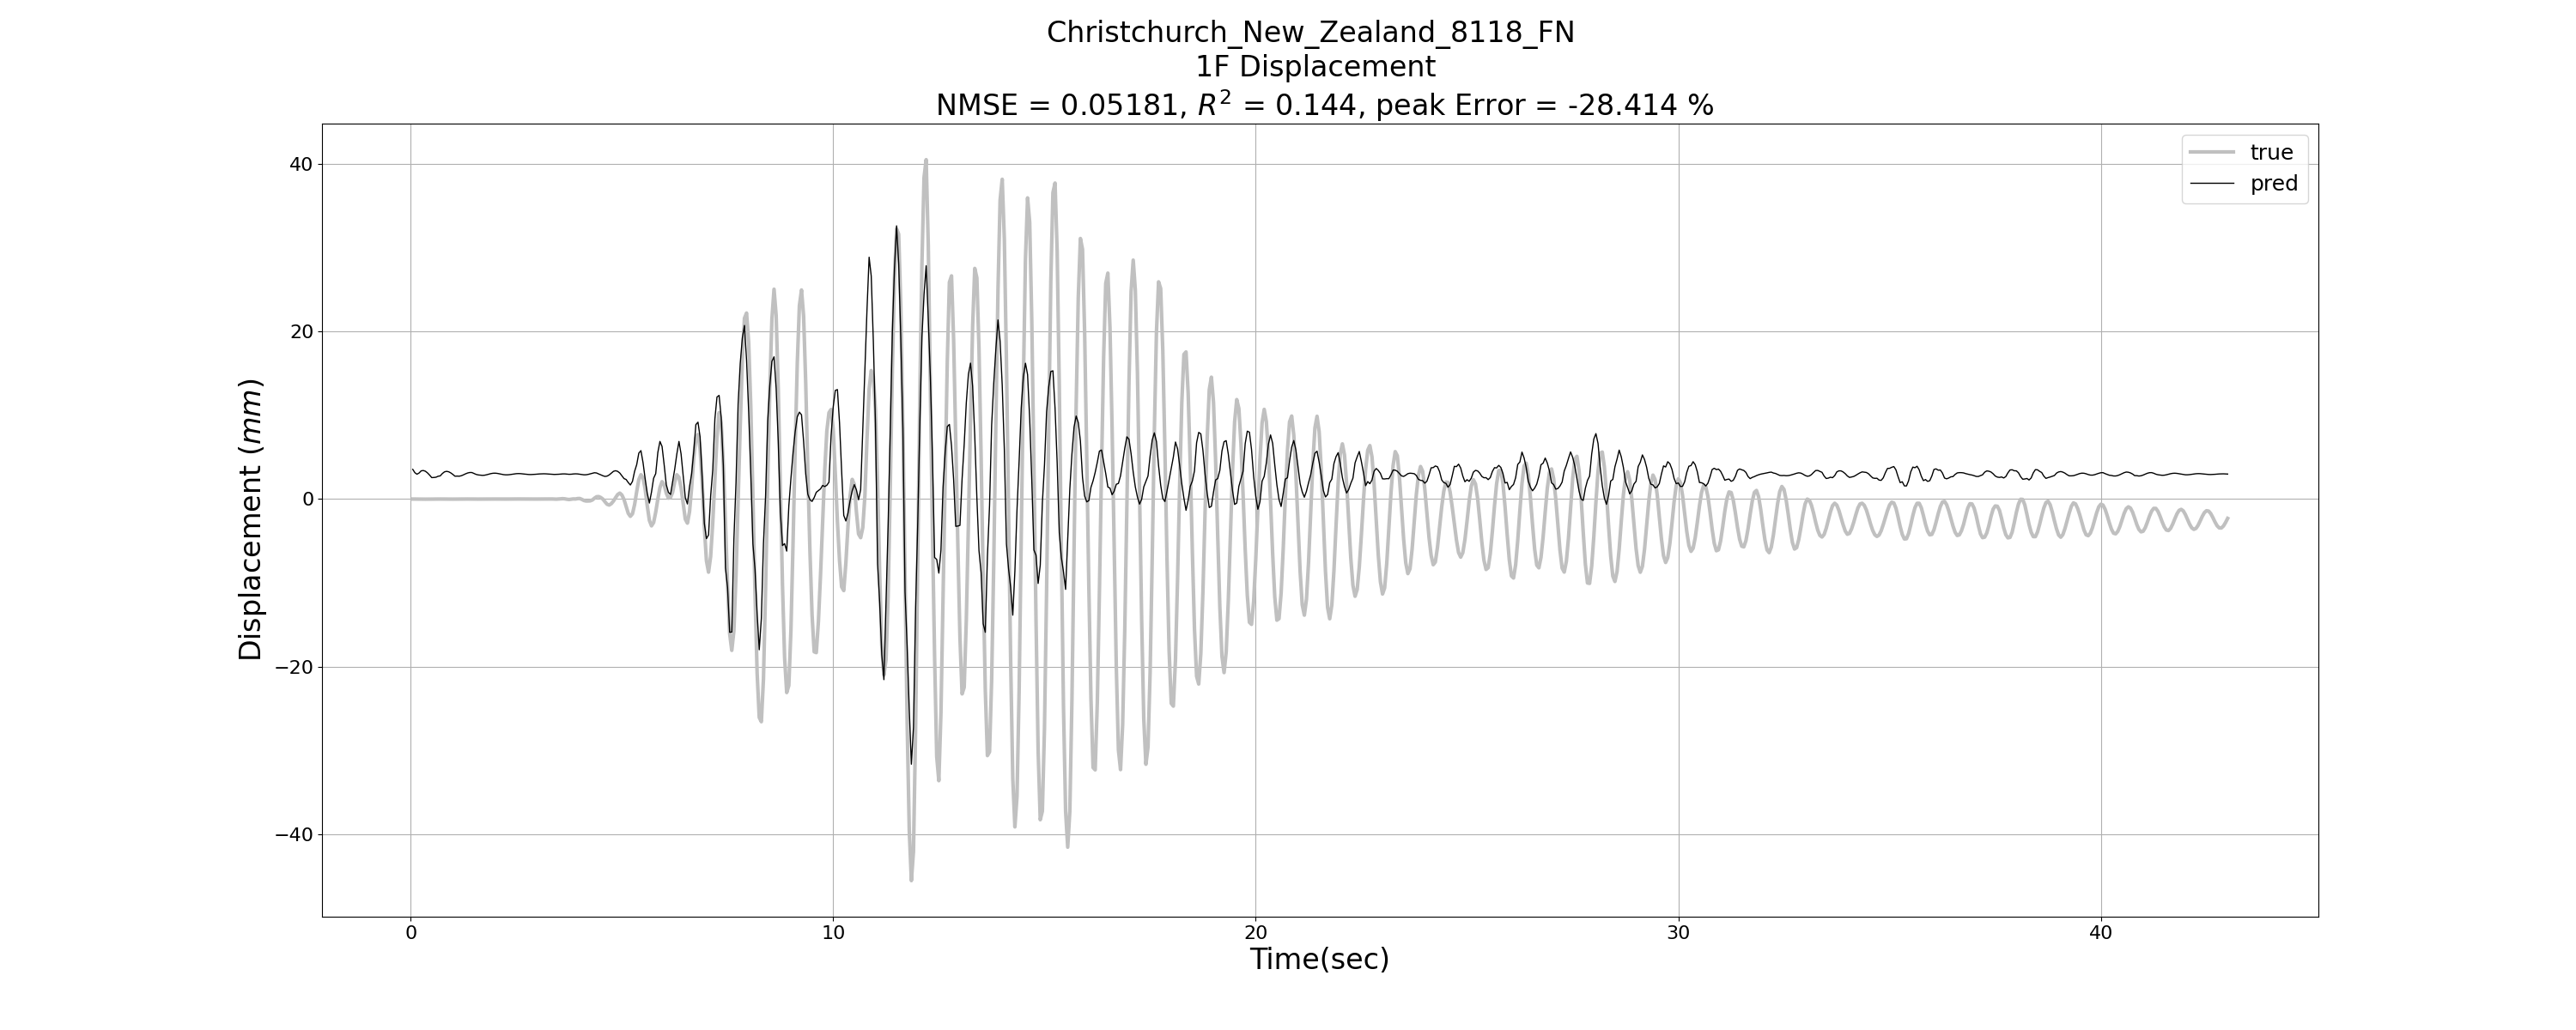 Christchurch_New_Zealand_8118_FN
1F Displacement
NMSE = 0.05181, R² = 0.144, peak Error = -28.414 %
true
pred
40
20
0
−20
−40
Displacement (mm)
0 10 20 30 40
Time(sec)